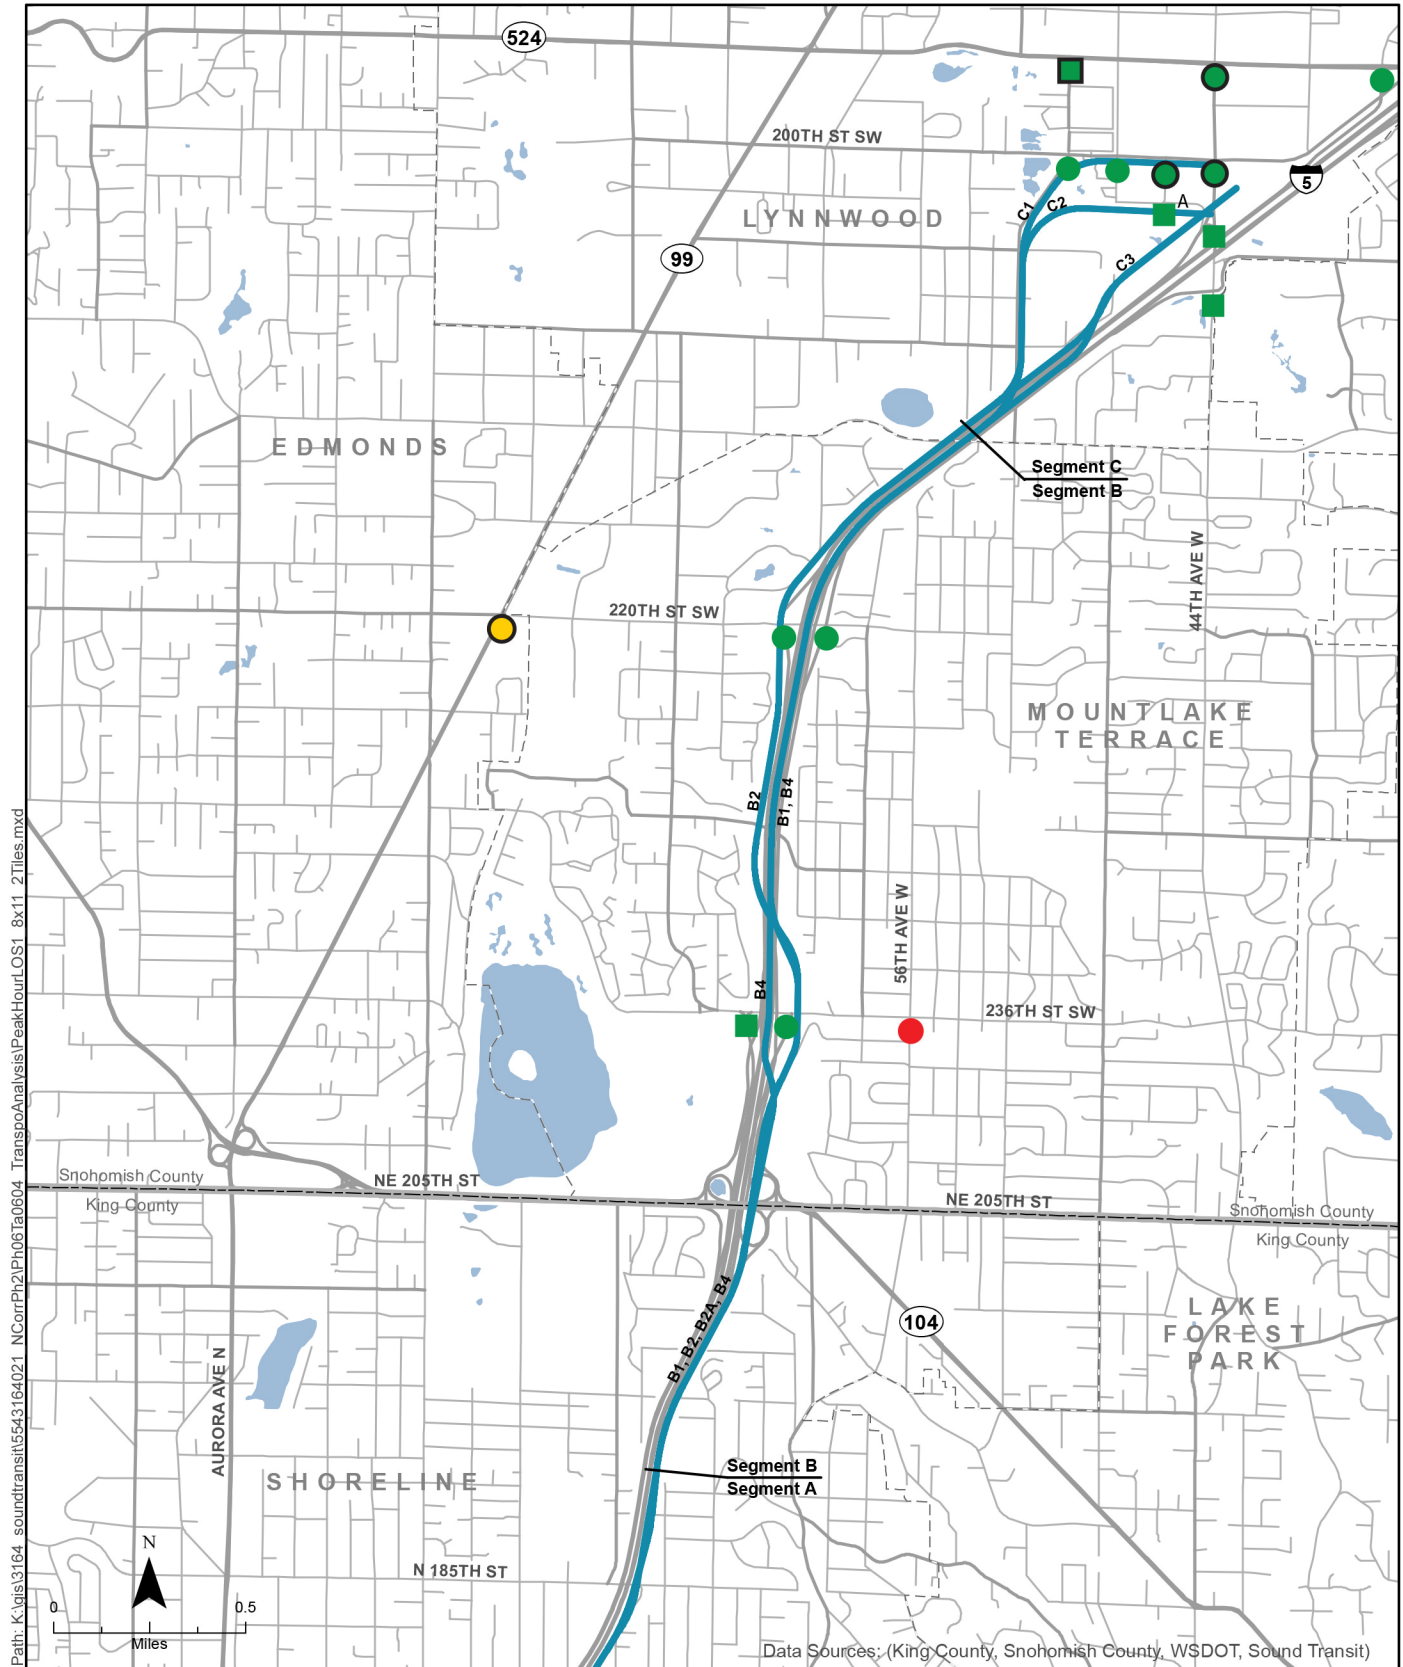 524
200TH ST SW
5
LYNNWOOD
C1
C2
A
99
C3
EDMONDS
Segment C
Segment B
44TH AVE W
220TH ST SW
MOUNTLAKE
TERRACE
B2
B1, B4
56TH AVE W
B4
236TH ST SW
Snohomish County
King County
NE 205TH ST
NE 205TH ST
Snohomish County
King County
B1, B2, B2A, B4
104
LAKE
FOREST
PARK
AURORA AVE N
Segment B
Segment A
SHORELINE
N
N 185TH ST
0 0.5
Miles
Data Sources: (King County, Snohomish County, WSDOT, Sound Transit)
Path: K:\gis\3164_soundtransit\5543164021_NCorrPh2\Ph06Ta0604_TranspoAnalysis\PeakHourLOS1_8x11_2Tiles.mxd